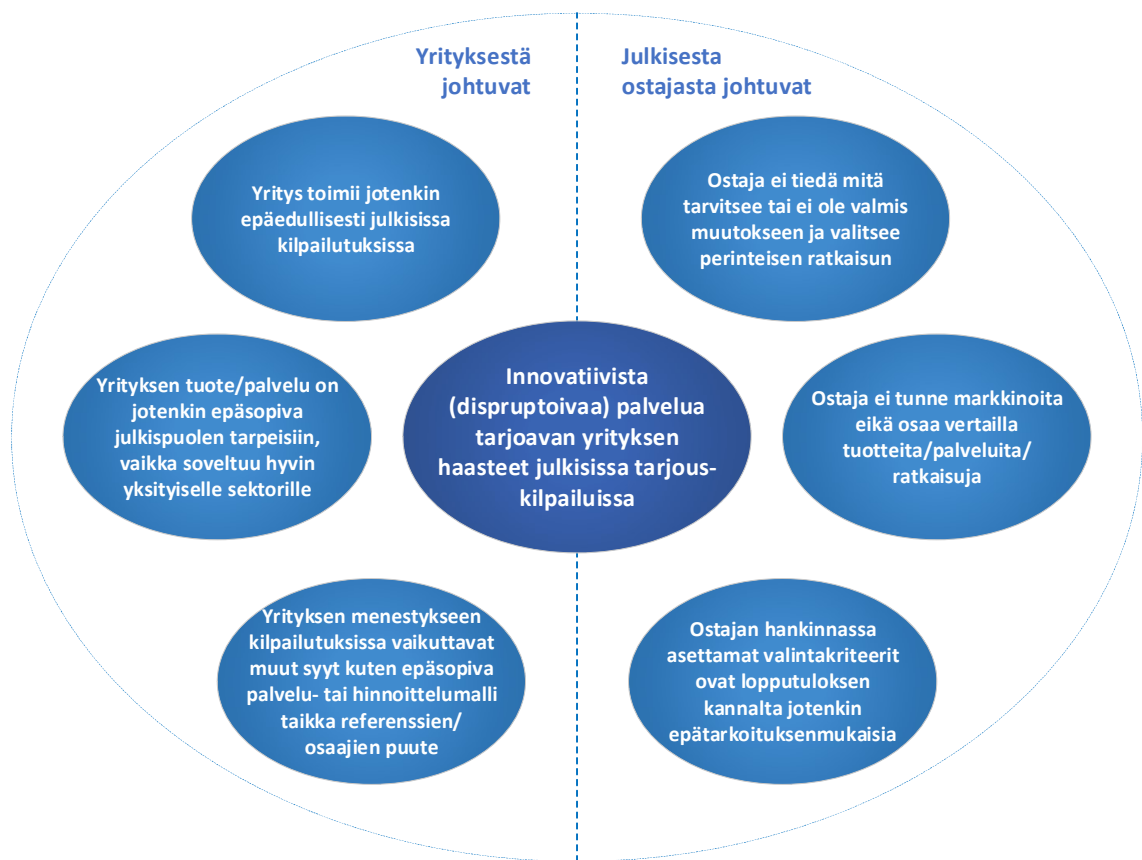 Yrityksestä
johtuvat
Julkisesta
ostajasta johtuvat
Yritys toimii jotenkin
epäedullisesti julkisissa
kilpailutuksissa
Ostaja ei tiedä mitä
tarvitsee tai ei ole valmis
muutokseen ja valitsee
perinteisen ratkaisun
Yrityksen tuote/palvelu on
jotenkin epäsopiva
julkispuolen tarpeisiin,
vaikka soveltuu hyvin
yksityiselle sektorille
Innovatiivista
(dispruptoivaa) palvelua
tarjoavan yrityksen
haasteet julkisissa tarjous-
kilpailuissa
Ostaja ei tunne markkinoita
eikä osaa vertailla
tuotteita/palveluita/
ratkaisuja
Yrityksen menestykseen
kilpailutuksissa vaikuttavat
muut syyt kuten epäsopiva
palvelu- tai hinnoittelumalli
taikka referenssien/
osaajien puute
Ostajan hankinnassa
asettamat valintakriteerit
ovat lopputuloksen
kannalta jotenkin
epätarkoituksenmukaisia